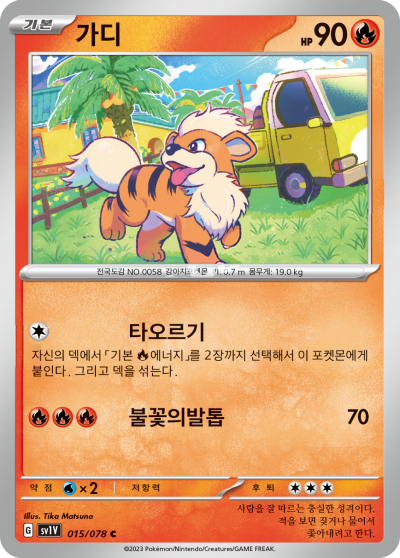 기본 가디 HP 90
전국도감 NO.0058 강아지포켓몬 키: 0.7 m 몸무게: 19.0 kg
타오르기
자신의 덱에서 「기본 에너지」를 2장까지 선택해서 이 포켓몬에게
붙인다. 그리고 덱을 섞는다.
불꽃의발톱 70
약점 ×2 저항력 후퇴
Illus. Tika Matsuno
G sv1V 015/078 C
사람을 잘 따르는 충실한 성격이다.
적을 보면 짖거나 물어서
쫓아내려고 한다.
©2023 Pokémon/Nintendo/Creatures/GAME FREAK.